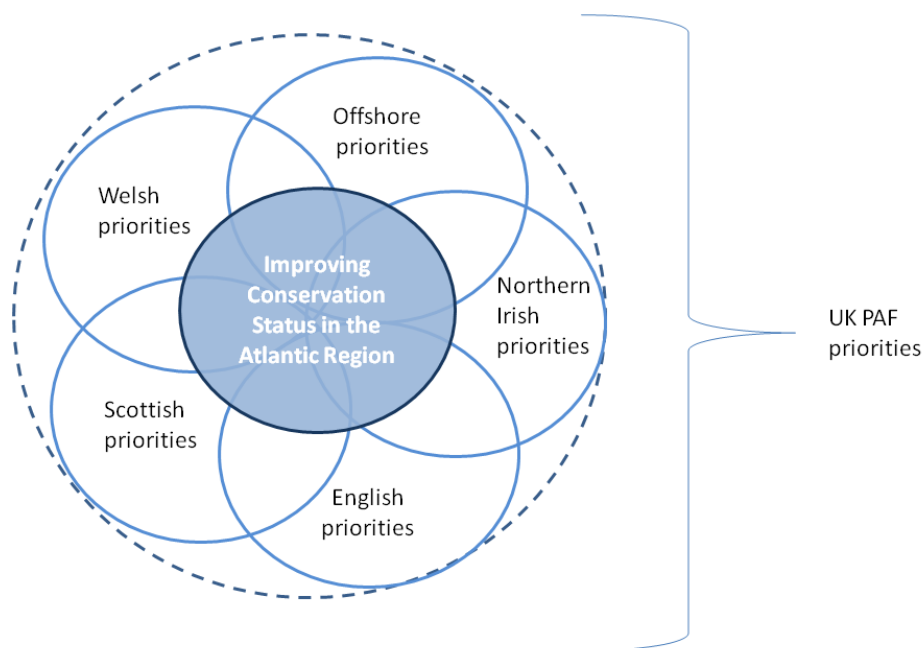 Offshore
priorities
Welsh
priorities
Improving
Conservation
Status in the
Atlantic Region
Northern
Irish
priorities
UK PAF
priorities
Scottish
priorities
English
priorities